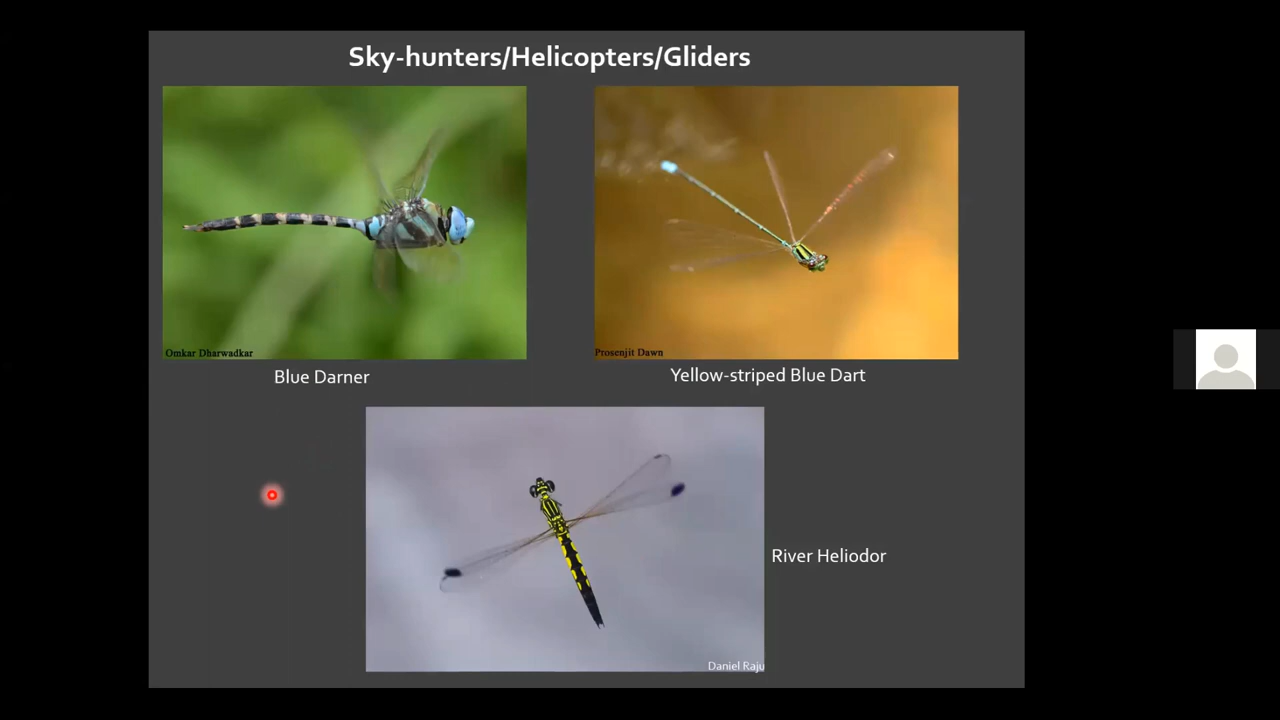 Sky-hunters/Helicopters/Gliders
Omkar Dharwadkar
Prosenjit Dawn
Blue Darner
Yellow-striped Blue Dart
River Heliodor
Daniel Raju